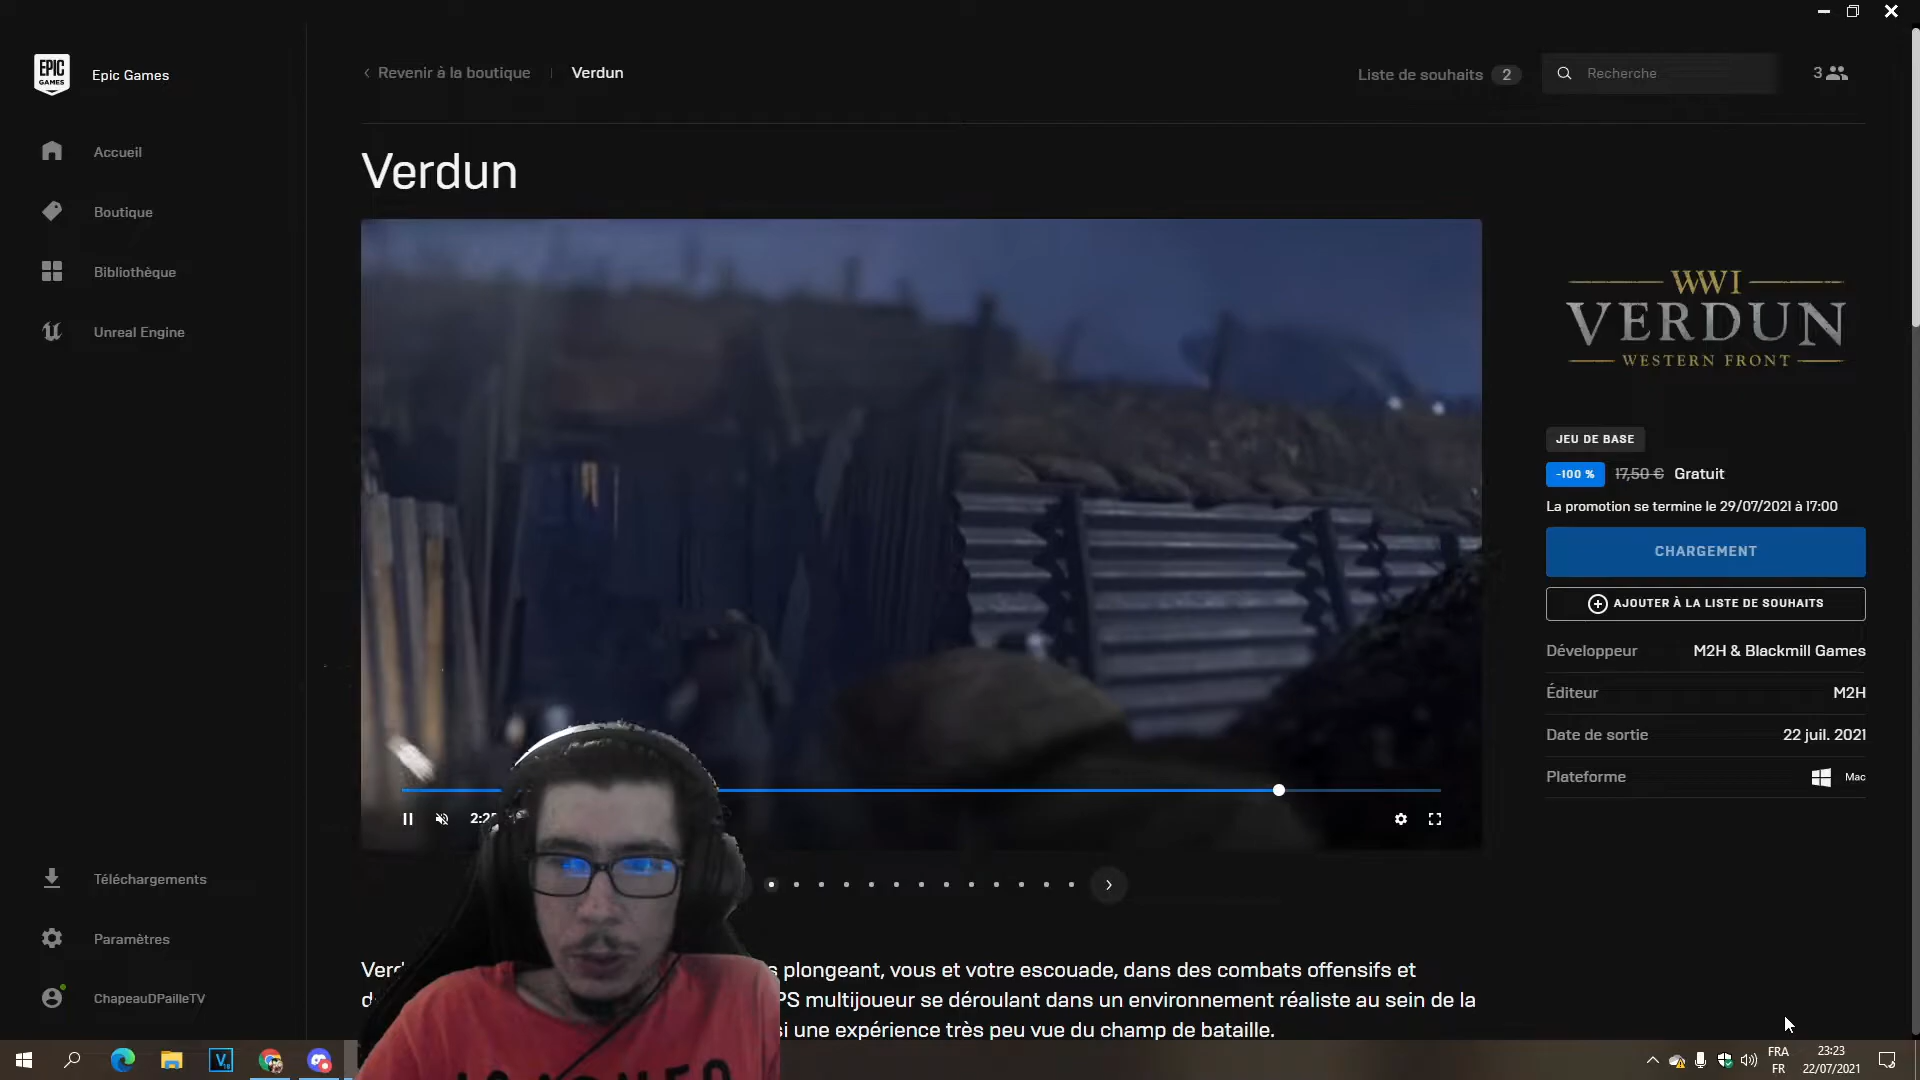 EPIC
GAMES
Epic Games
Accueil
Boutique
Bibliothèque
Unreal Engine
Téléchargements
Paramètres
ChapeauDPailleTV
Revenir à la boutique
Verdun
Liste de souhaits 2
Recherche
3
Verdun
WWI
VERDUN
WESTERN FRONT
JEU DE BASE
-100 % 17,50 € Gratuit
La promotion se termine le 29/07/2021 à 17:00
CHARGEMENT
AJOUTER À LA LISTE DE SOUHAITS
Développeur M2H & Blackmill Games
Éditeur M2H
Date de sortie 22 juil. 2021
Plateforme Mac
plongeant, vous et votre escouade, dans des combats offensifs et
multijoueur se déroulant dans un environnement réaliste au sein de la
une expérience très peu vue du champ de bataille.
V
FRA
FR
23:23
22/07/2021